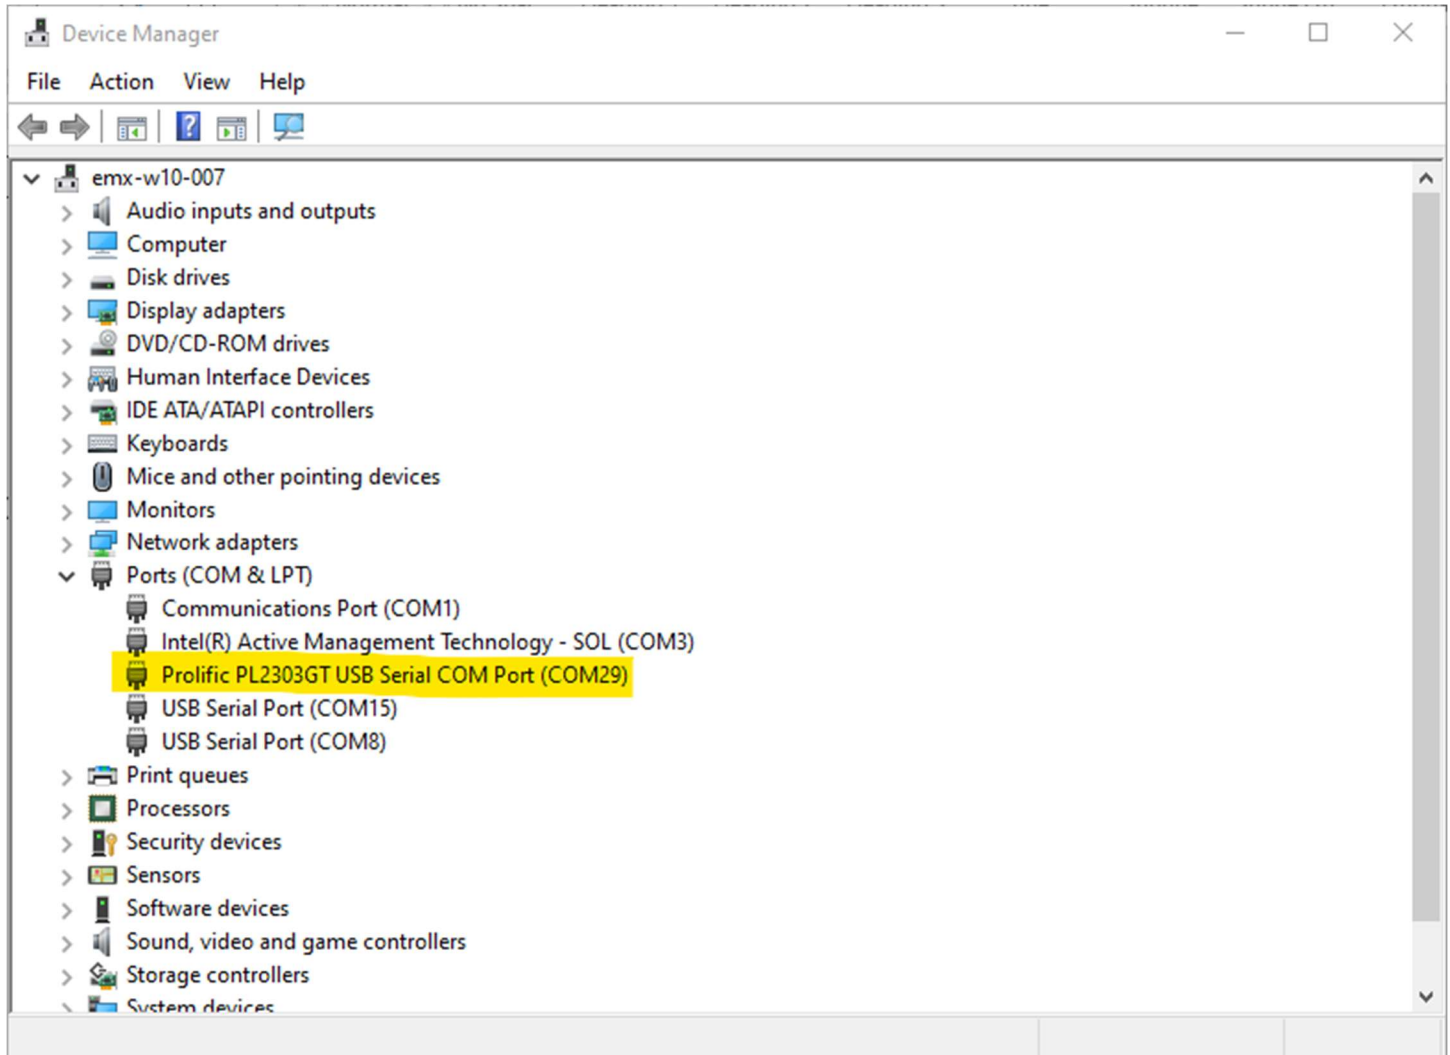 Device Manager
File Action View Help
emx-w10-007
Audio inputs and outputs
Computer
Disk drives
Display adapters
DVD/CD-ROM drives
Human Interface Devices
IDE ATA/ATAPI controllers
Keyboards
Mice and other pointing devices
Monitors
Network adapters
Ports (COM & LPT)
Communications Port (COM1)
Intel(R) Active Management Technology - SOL (COM3)
Prolific PL2303GT USB Serial COM Port (COM29)
USB Serial Port (COM15)
USB Serial Port (COM8)
Print queues
Processors
Security devices
Sensors
Software devices
Sound, video and game controllers
Storage controllers
System devices